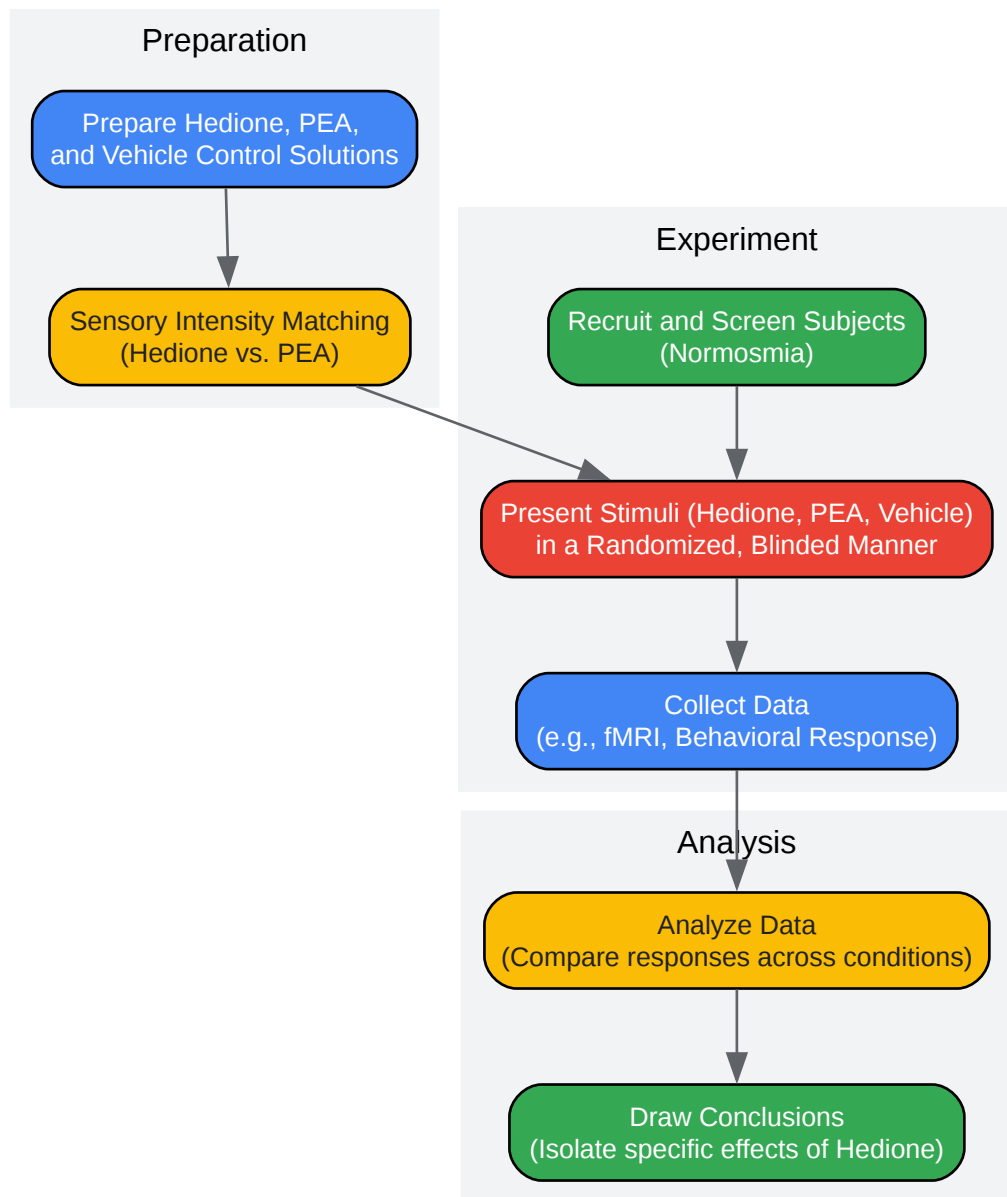 Preparation
Prepare Hedione, PEA,
and Vehicle Control Solutions
Sensory Intensity Matching
(Hedione vs. PEA)
Experiment
Recruit and Screen Subjects
(Normosmia)
Present Stimuli (Hedione, PEA, Vehicle)
in a Randomized, Blinded Manner
Collect Data
(e.g., fMRI, Behavioral Response)
Analysis
Analyze Data
(Compare responses across conditions)
Draw Conclusions
(Isolate specific effects of Hedione)